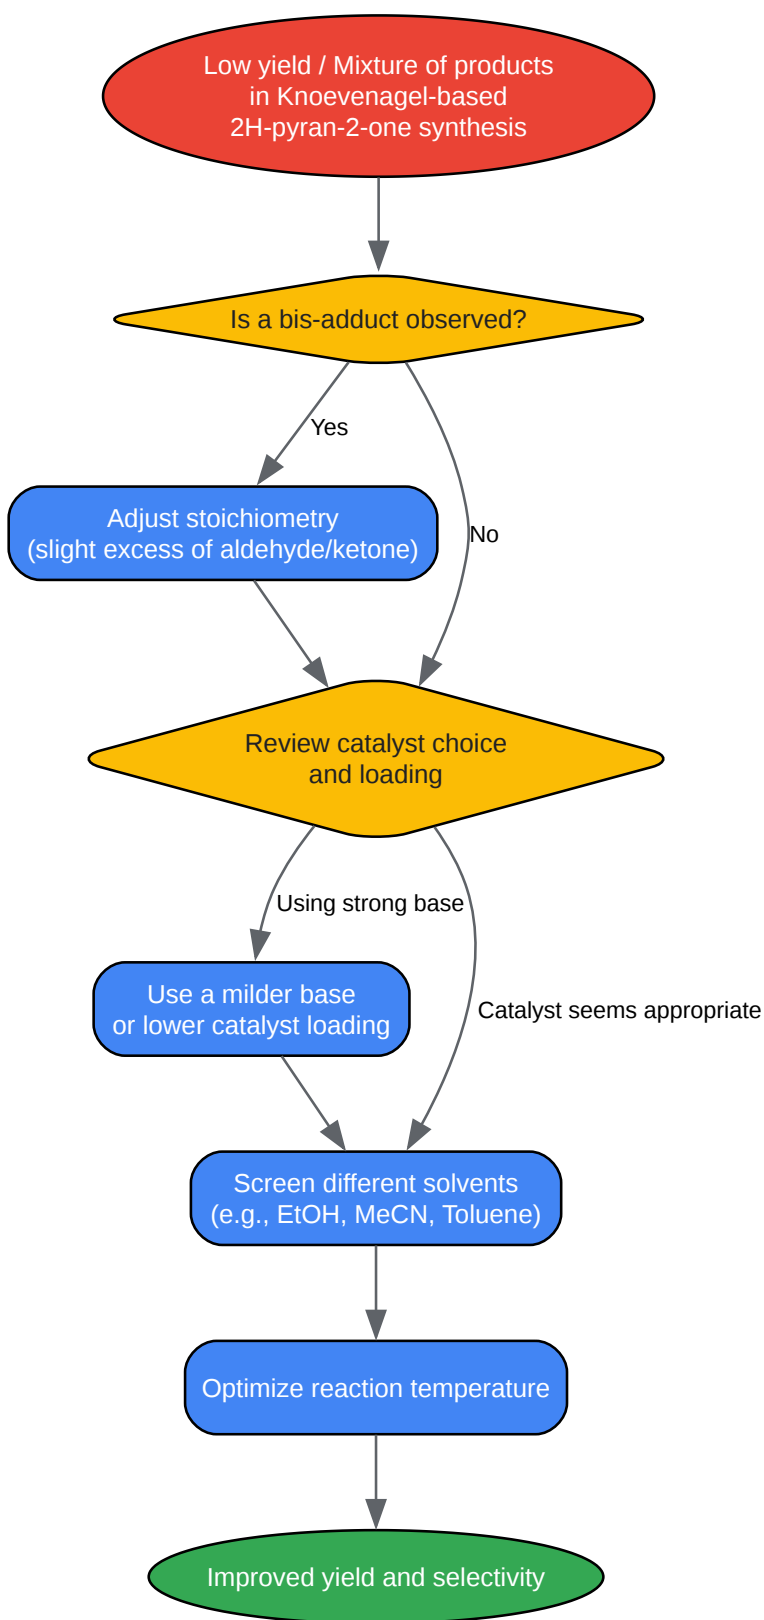 Low yield / Mixture of products
in Knoevenagel-based
2H-pyran-2-one synthesis
Is a bis-adduct observed?
Yes
Adjust stoichiometry
(slight excess of aldehyde/ketone)
No
Review catalyst choice
and loading
Using strong base
Use a milder base
or lower catalyst loading
Catalyst seems appropriate
Screen different solvents
(e.g., EtOH, MeCN, Toluene)
Optimize reaction temperature
Improved yield and selectivity